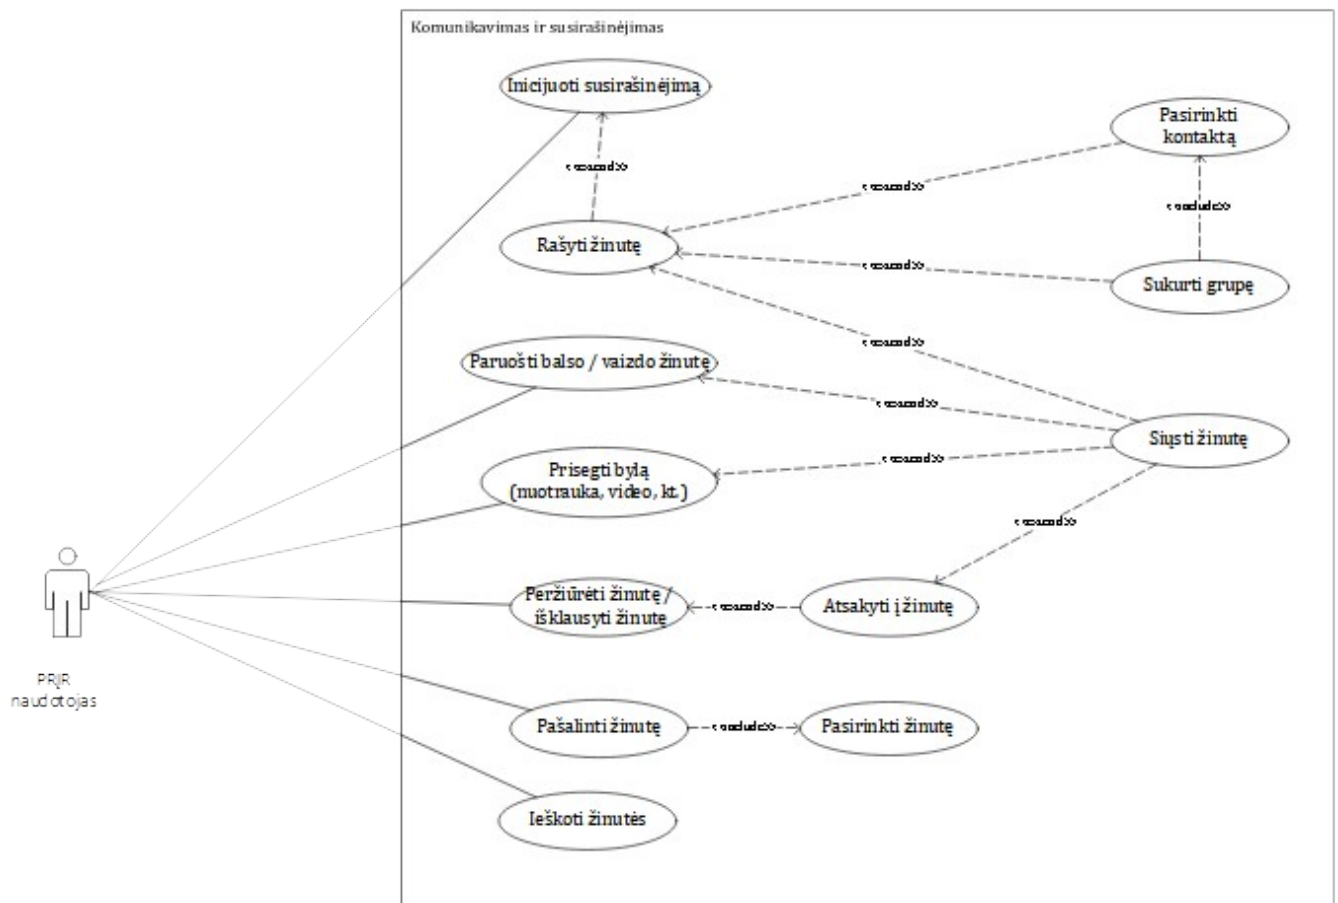 Komunikavimas ir susirašinėjimas
Inicijuoti susirašinėjimą
Pasirinkti
kontaktą
Rašyti žinutę
Sukurti grupę
Paruošti balso / vaizdo žinutę
Siųsti žinutę
Prisegti bylą
(nuotrauka, video, kt.)
Peržiūrėti žinutę /
išklausyti žinutę
Atsakyti į žinutę
PRĮR
naudotojas
Pašalinti žinutę
Pasirinkti žinutę
Ieškoti žinutės